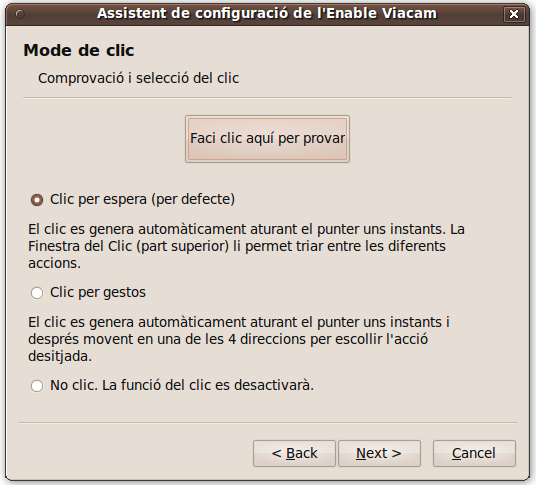 Assistent de configuració de l'Enable Viacam
Mode de clic
Comprovació i selecció del clic
Faci clic aquí per provar
Clic per espera (per defecte)
El clic es genera automàticament aturant el punter uns instants. La
Finestra del Clic (part superior) li permet triar entre les diferents
accions.
Clic per gestos
El clic es genera automàticament aturant el punter uns instants i
després movent en una de les 4 direccions per escollir l'acció
desitjada.
No clic. La funció del clic es desactivarà.
< Back Next > Cancel